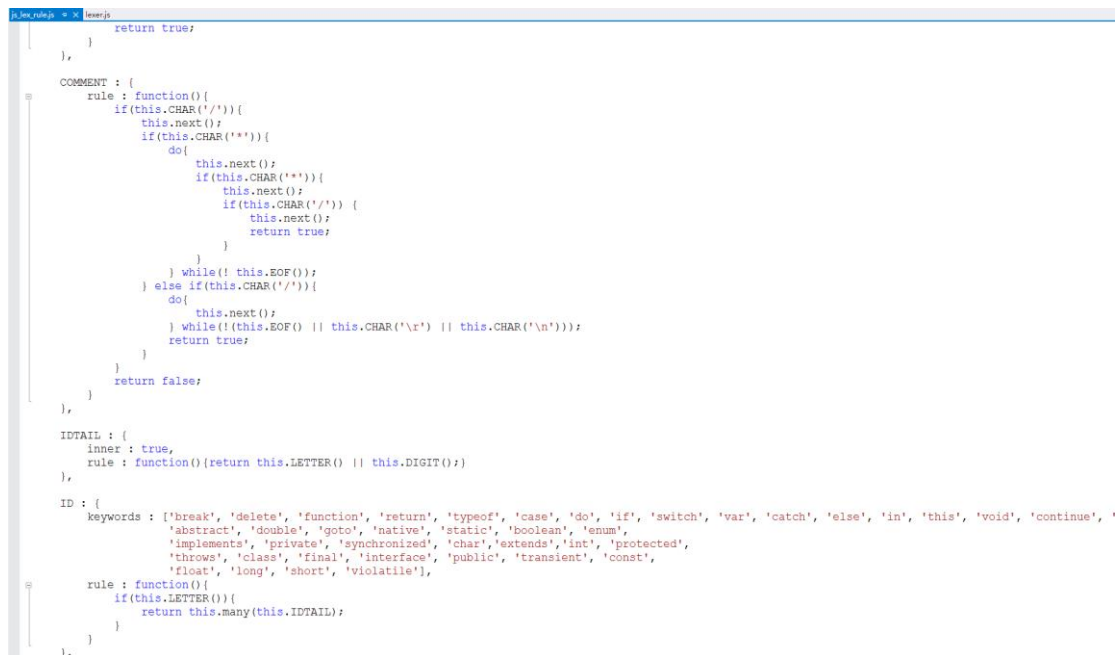 js_lex_rule.js lexer.js
            return true;
        }
    },

    COMMENT : {
        rule : function(){
            if(this.CHAR('/')){
                this.next();
                if(this.CHAR('*')){
                    do{
                        this.next();
                        if(this.CHAR('*')){
                            this.next();
                            if(this.CHAR('/')) {
                                this.next();
                                return true;
                            }
                        }
                    } while(! this.EOF());
                } else if(this.CHAR('/')){
                    do{
                        this.next();
                    } while(!(this.EOF() || this.CHAR('\r') || this.CHAR('\n')));
                    return true;
                }
            }
            return false;
        }
    },

    IDTAIL : {
        inner : true,
        rule : function(){return this.LETTER() || this.DIGIT();}
    },

    ID : {
        keywords : ['break', 'delete', 'function', 'return', 'typeof', 'case', 'do', 'if', 'switch', 'var', 'catch', 'else', 'in', 'this', 'void', 'continue', '
                    'abstract', 'double', 'goto', 'native', 'static', 'boolean', 'enum',
                    'implements', 'private', 'synchronized', 'char','extends','int', 'protected',
                    'throws', 'class', 'final', 'interface', 'public', 'transient', 'const',
                    'float', 'long', 'short', 'violatile'],
        rule : function(){
            if(this.LETTER()){
                return this.many(this.IDTAIL);
            }
        }
    },